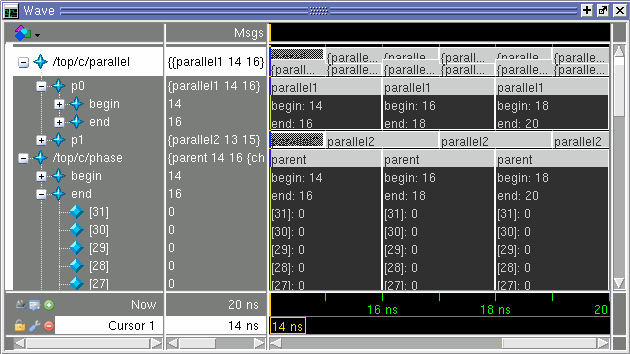 Wave
Msgs
/top/c/parallel {{parallel1 14 16} {paralle... {paralle... {paralle... {paralle... {paralle...
{parall... {paralle... {paralle... {paralle... {paralle... {paralle...
p0 {parallel1 14 16} parallel1 parallel1 parallel1
begin 14 begin: 14 begin: 16 begin: 18
end 16 end: 16 end: 18 end: 20
p1 {parallel2 13 15} parallel2 parallel2 parallel2
/top/c/phase {parent 14 16 {ch parent parent parent
begin 14 begin: 14 begin: 16 begin: 18
end 16 end: 16 end: 18 end: 20
[31] 0 [31]: 0 [31]: 0 [31]: 0
[30] 0 [30]: 0 [30]: 0 [30]: 0
[29] 0 [29]: 0 [29]: 0 [29]: 0
[28] 0 [28]: 0 [28]: 0 [28]: 0
[27] 0 [27]: 0 [27]: 0 [27]: 0
Now 20 ns 16 ns 18 ns 20
Cursor 1 14 ns 14 ns